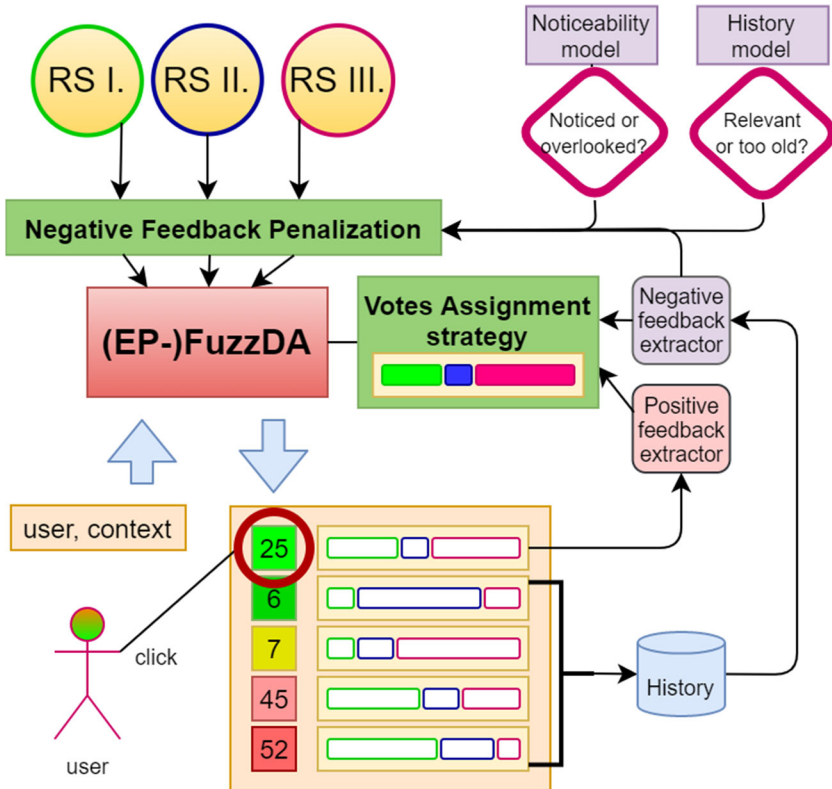 Noticeability
model
History
model
RS I.
RS II.
RS III.
Noticed or
overlooked?
Relevant
or too old?
Negative Feedback Penalization
(EP-)FuzzDA
Votes Assignment
strategy
Negative
feedback
extractor
Positive
feedback
extractor
user, context
25
6
7
45
52
click
user
History